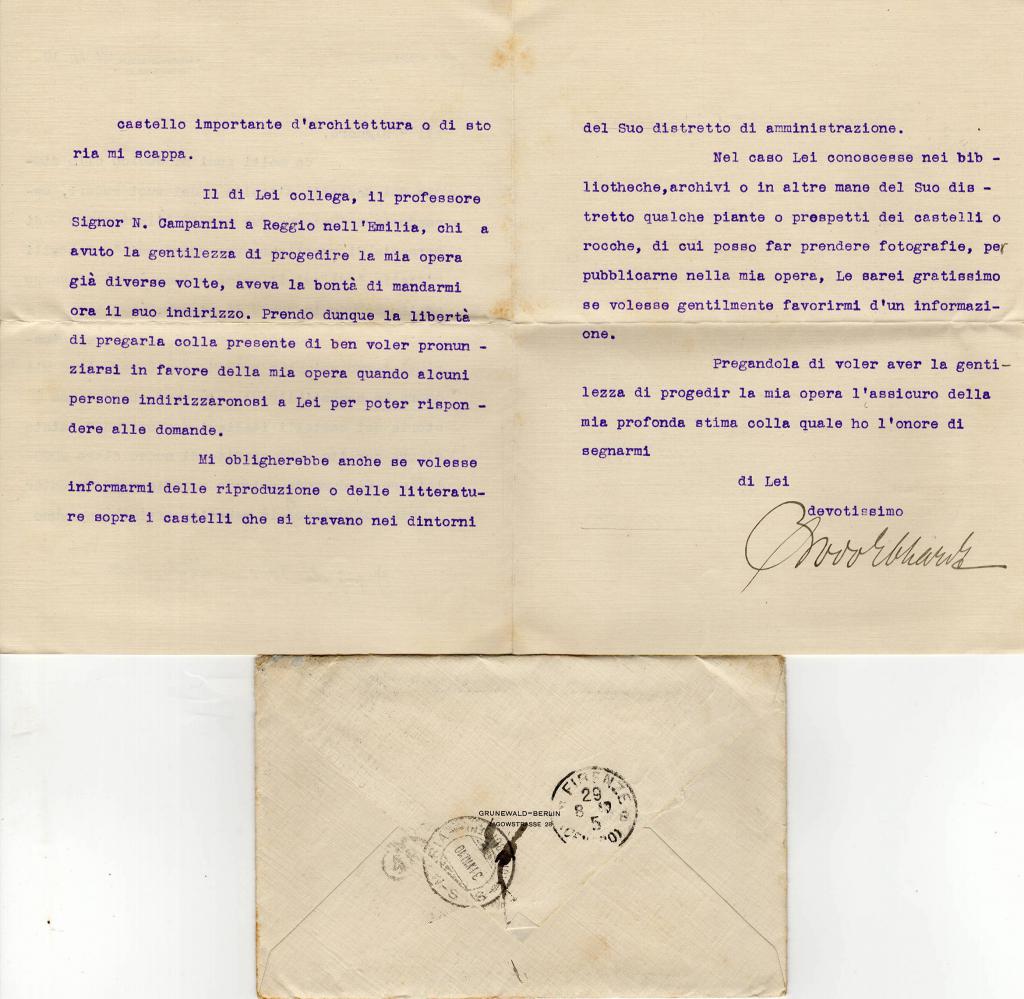 castello importante d'architettura o di sto
ria mi scappa.
Il di Lei collega, il professore
Signor N. Campanini a Reggio nell'Emilia, chi a
avuto la gentilezza di progedire la mia opera
già diverse volte, aveva la bontà di mandarmi
ora il suo indirizzo. Prendo dunque la libertà
di pregarla colla presente di ben voler pronun -
ziarsi in favore della mia opera quando alcuni
persone indirizzaronosi a Lei per poter rispon -
dere alle domande.
Mi obligherebbe anche se volesse
informarmi delle riproduzione o delle litteratu-
re sopra i castelli che si travano nei dintorni
del Suo distretto di amministrazione.
Nel caso Lei conoscesse nei bib -
liotheche,archivi o in altre mane del Suo dis -
tretto qualche piante o prospetti dei castelli o
rocche, di cui posso far prendere fotografie, per
pubblicarne nella mia opera, Le sarei gratissimo
se volesse gentilmente favorirmi d'un informazi-
one.
Pregandola di voler aver la genti-
lezza di progedir la mia opera l'assicuro della
mia profonda stima colla quale ho l'onore di
segnarmi
di Lei
devotissimo
Bodo Ebhardt
FIRENZE
29
8
5
GRUNEWALD-BERLIN